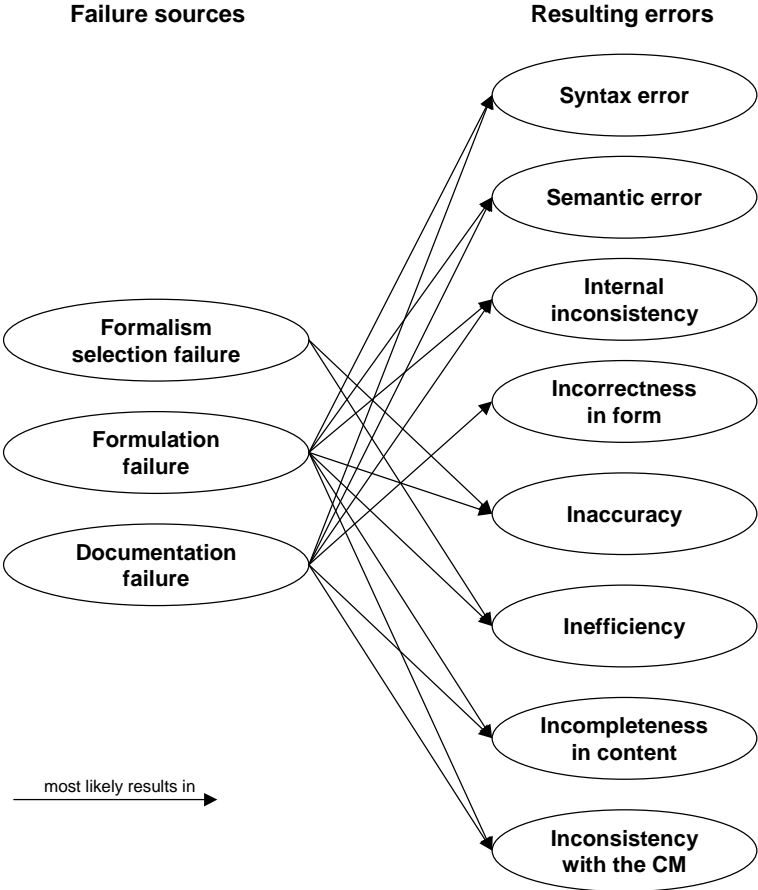 Failure sources
Resulting errors
Syntax error
Semantic error
Internal
inconsistency
Formalism
selection failure
Incorrectness
in form
Formulation
failure
Inaccuracy
Documentation
failure
Inefficiency
Incompleteness
in content
most likely results in
Inconsistency
with the CM